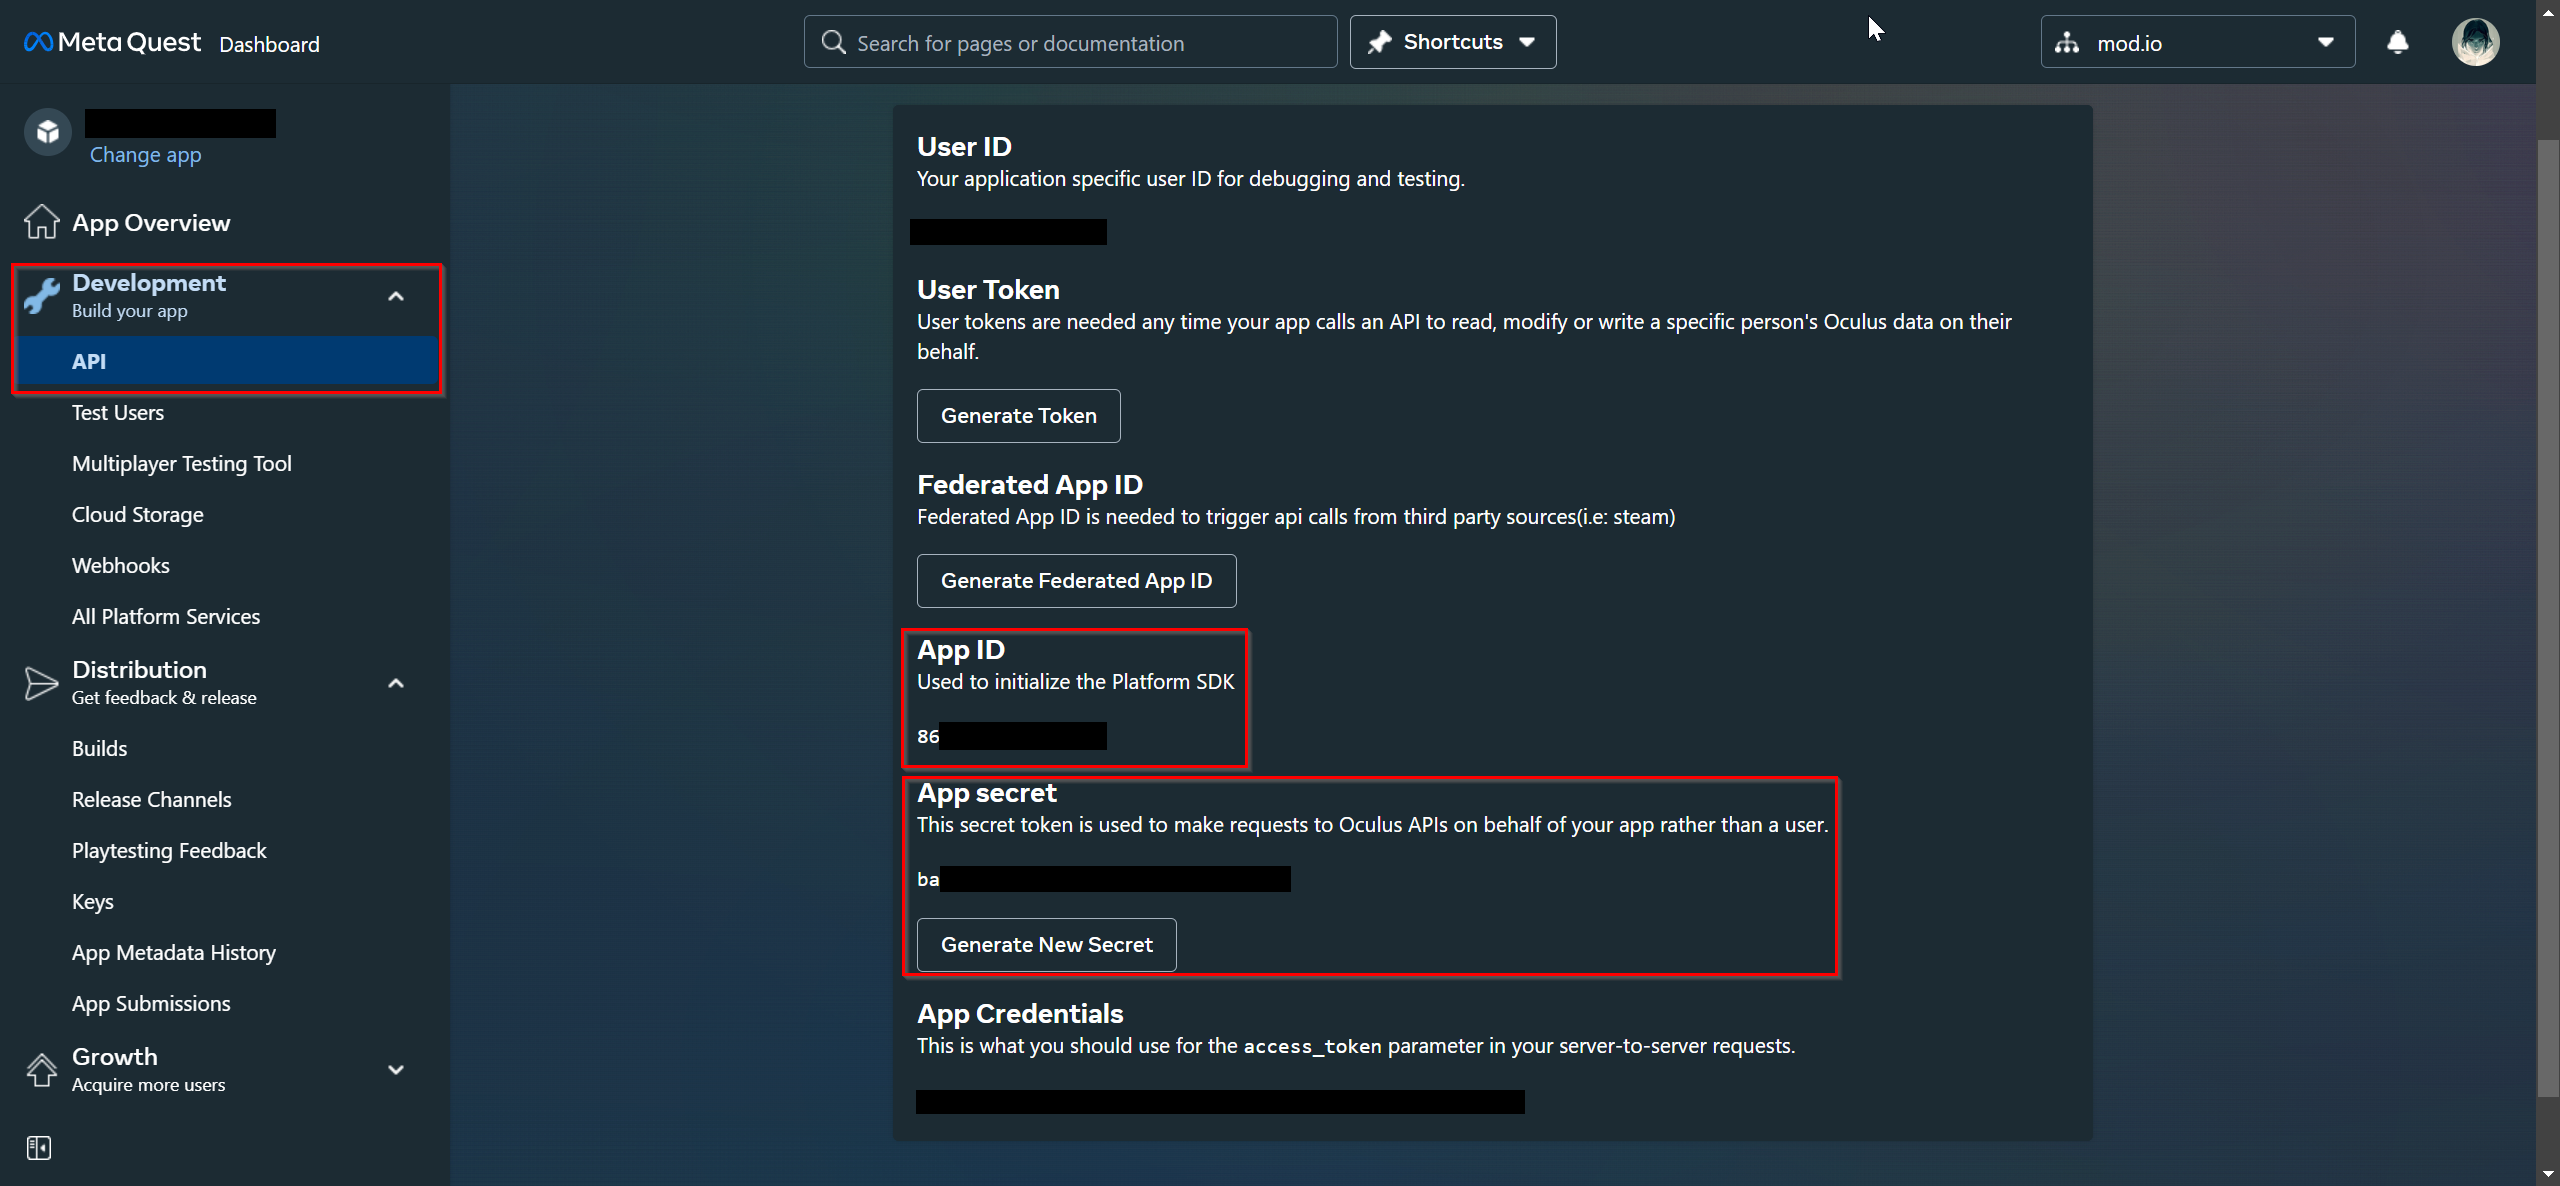 Meta Quest Dashboard
Search for pages or documentation
Shortcuts
mod.io
Change app
App Overview
Development
Build your app
API
Test Users
Multiplayer Testing Tool
Cloud Storage
Webhooks
All Platform Services
Distribution
Get feedback & release
Builds
Release Channels
Playtesting Feedback
Keys
App Metadata History
App Submissions
Growth
Acquire more users
User ID
Your application specific user ID for debugging and testing.
User Token
User tokens are needed any time your app calls an API to read, modify or write a specific person's Oculus data on their
behalf.
Generate Token
Federated App ID
Federated App ID is needed to trigger api calls from third party sources(i.e: steam)
Generate Federated App ID
App ID
Used to initialize the Platform SDK
86
App secret
This secret token is used to make requests to Oculus APIs on behalf of your app rather than a user.
ba
Generate New Secret
App Credentials
This is what you should use for the access_token parameter in your server-to-server requests.